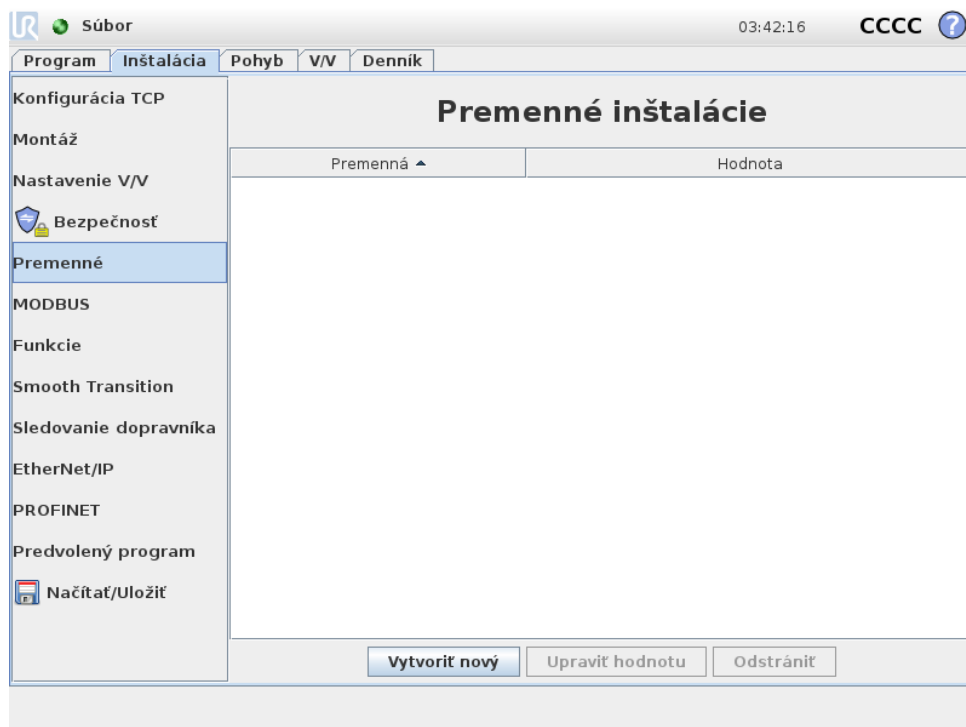 UR Súbor 03:42:16 CCCC ?
Program Inštalácia Pohyb V/V Denník
Konfigurácia TCP
Montáž
Nastavenie V/V
Bezpečnosť
Premenné
MODBUS
Funkcie
Smooth Transition
Sledovanie dopravníka
EtherNet/IP
PROFINET
Predvolený program
Načítať/Uložiť
Premenné inštalácie
Premenná Hodnota
Vytvoriť nový Upraviť hodnotu Odstrániť